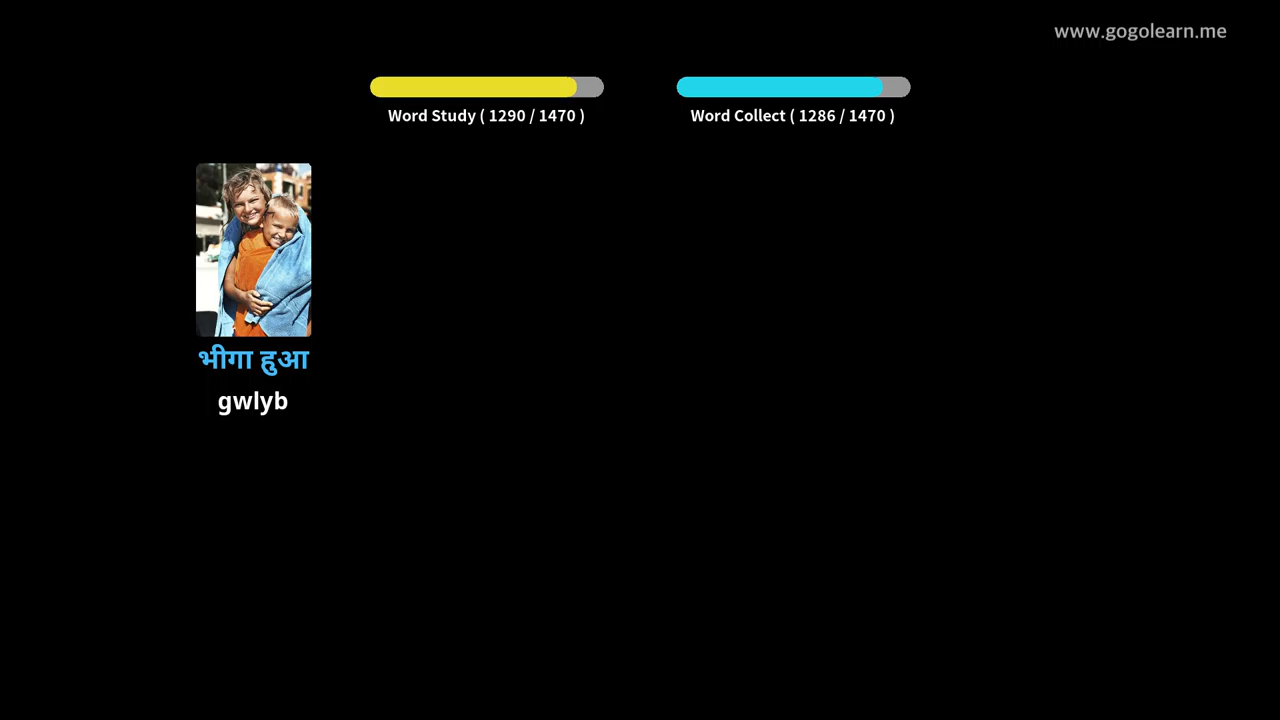 www.gogolearn.me
Word Study ( 1290 / 1470 )
Word Collect ( 1286 / 1470 )
भीगा हुआ
gwlyb